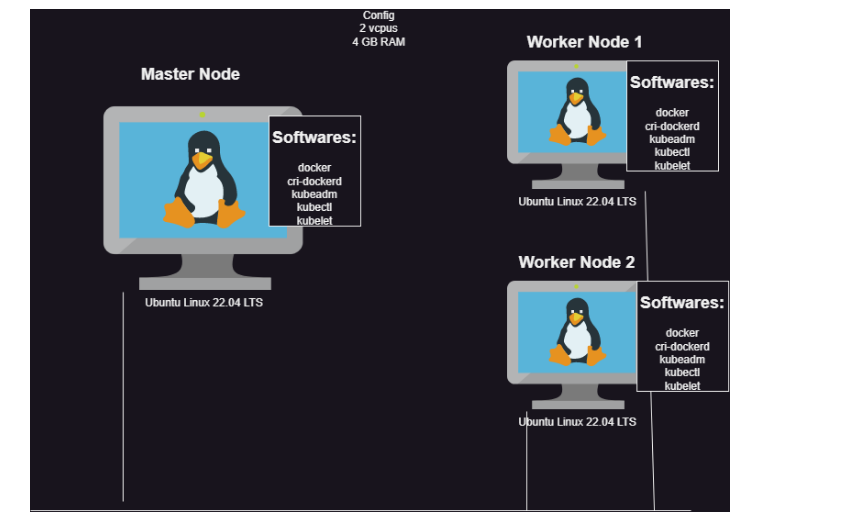 Config
2 vcpus
4 GB RAM
Master Node
Softwares:
docker
cri-dockerd
kubeadm
kubectl
kubelet
Ubuntu Linux 22.04 LTS
Worker Node 1
Softwares:
docker
cri-dockerd
kubeadm
kubectl
kubelet
Ubuntu Linux 22.04 LTS
Worker Node 2
Softwares:
docker
cri-dockerd
kubeadm
kubectl
kubelet
Ubuntu Linux 22.04 LTS